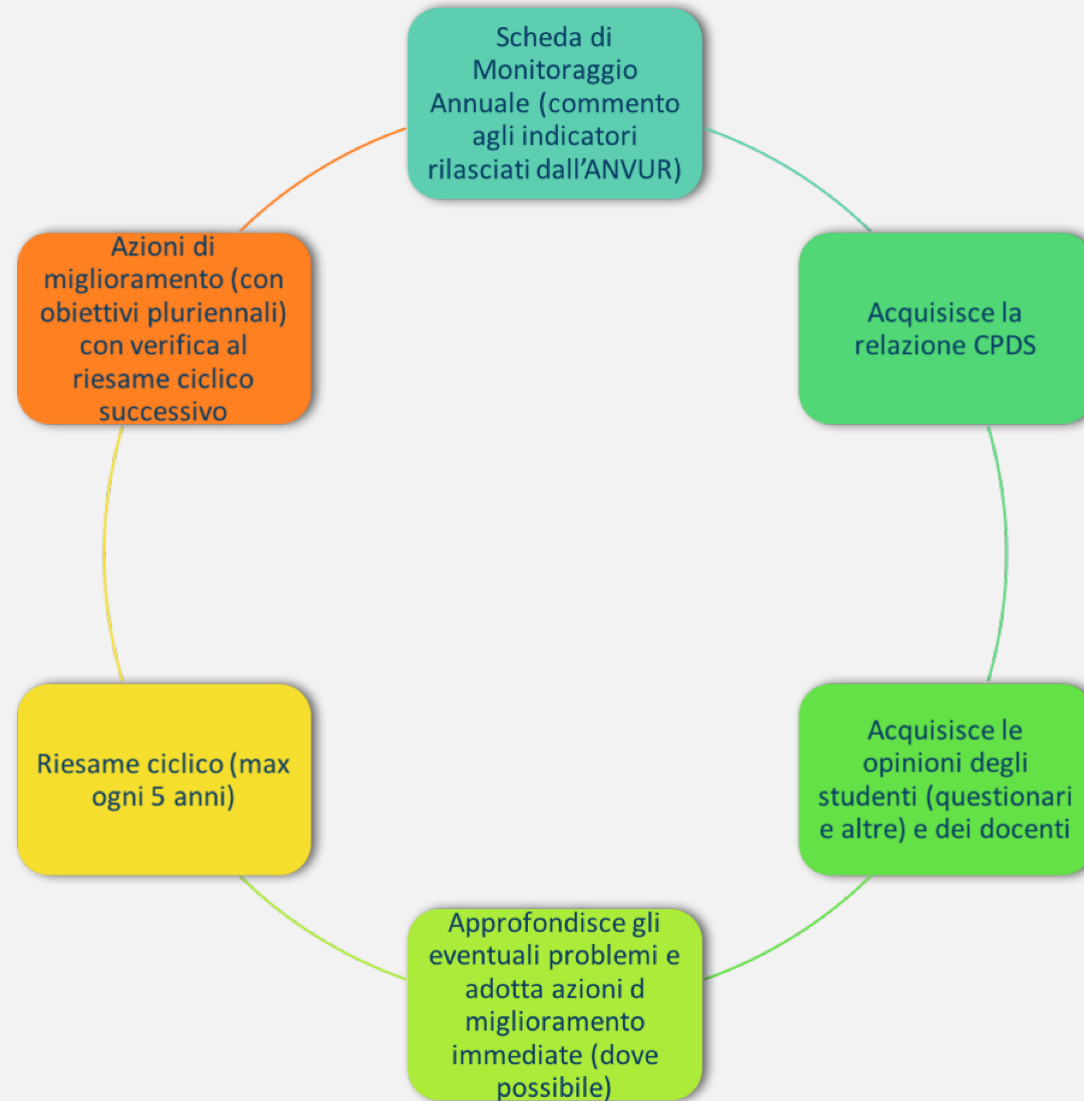 Scheda di
Monitoraggio
Annuale (commento
agli indicatori
rilasciati dall'ANVUR)
Acquisisce la
relazione CPDS
Acquisisce le
opinioni degli
studenti (questionari
e altre) e dei docenti
Approfondisce gli
eventuali problemi e
adotta azioni d
miglioramento
immediate (dove
possibile)
Riesame ciclico (max
ogni 5 anni)
Azioni di
miglioramento (con
obiettivi pluriennali)
con verifica al
riesame ciclico
successivo